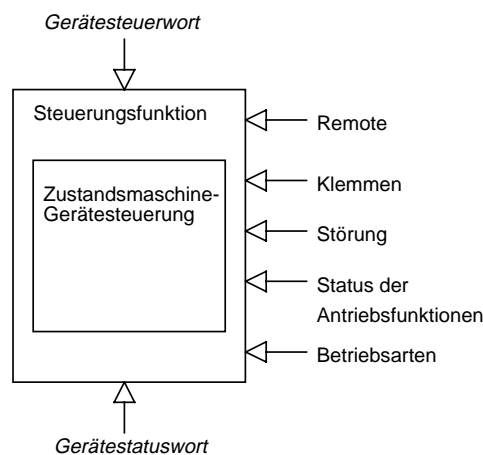 Gerätesteuerwort
Steuerungsfunktion
Remote
Zustandsmaschine-
Gerätesteuerung
Klemmen
Störung
Status der
Antriebsfunktionen
Betriebsarten
Gerätestatuswort